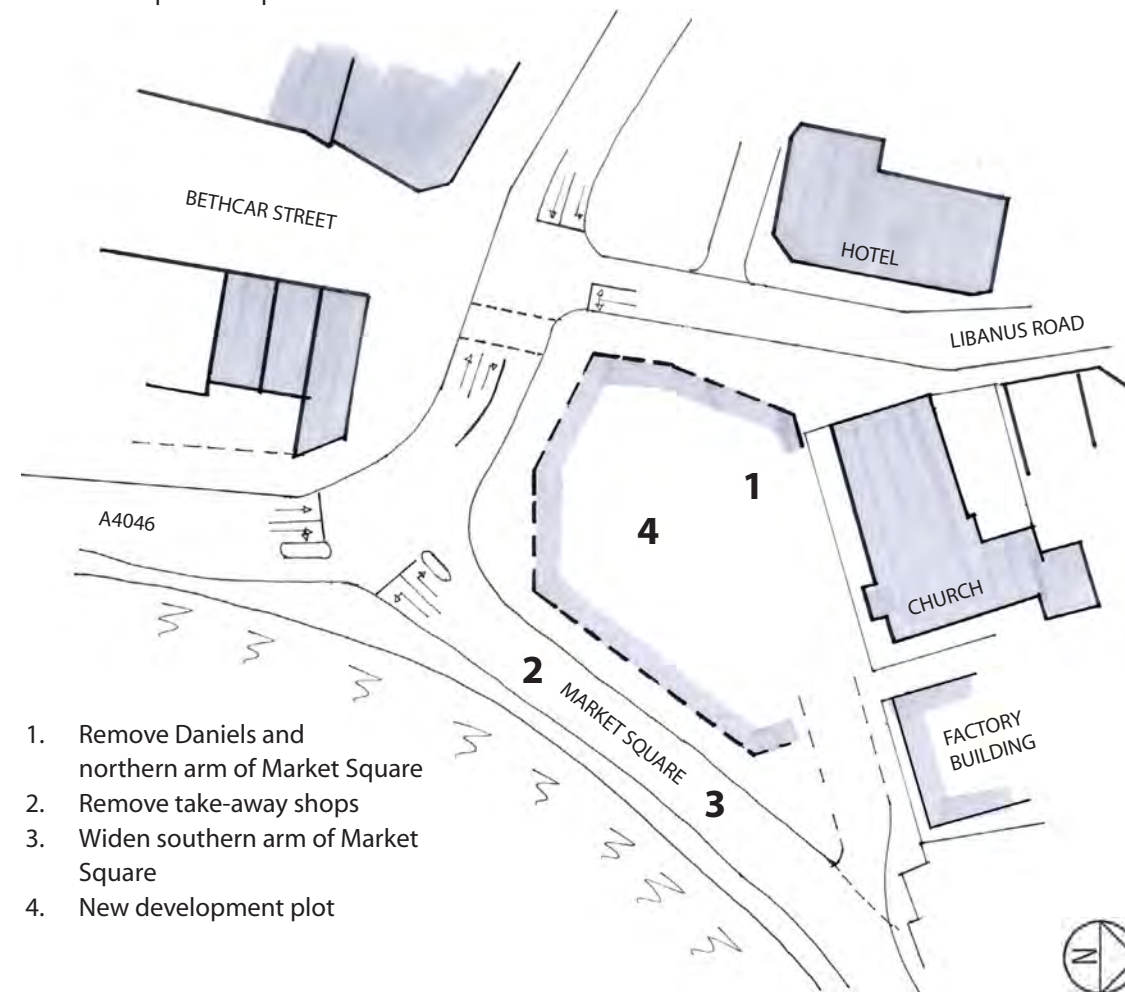 BETHCAR STREET
HOTEL
LIBANUS ROAD
A4046
1
4
CHURCH
2
MARKET SQUARE
3
FACTORY
BUILDING
1. Remove Daniels and
northern arm of Market Square
2. Remove take-away shops
3. Widen southern arm of Market
Square
4. New development plot
N